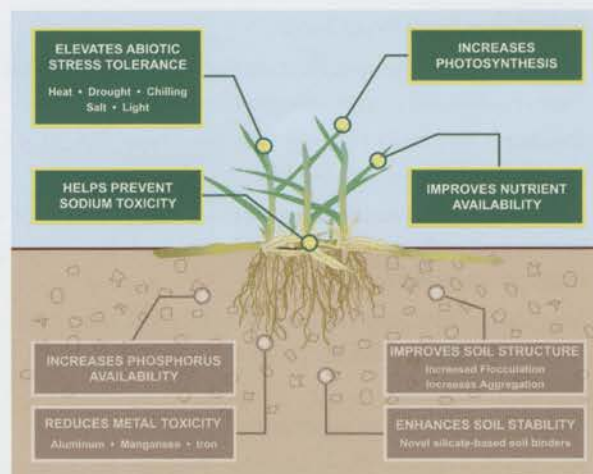 ELEVATES ABIOTIC
STRESS TOLERANCE
Heat • Drought • Chilling
Salt • Light
INCREASES
PHOTOSYNTHESIS
HELPS PREVENT
SODIUM TOXICITY
IMPROVES NUTRIENT
AVAILABILITY
INCREASES PHOSPHORUS
AVAILABILITY
IMPROVES SOIL STRUCTURE
Increased Flocculation
Increases Aggregation
REDUCES METAL TOXICITY
Aluminum • Manganese • Iron
ENHANCES SOIL STABILITY
Novel silicate-based soil binders